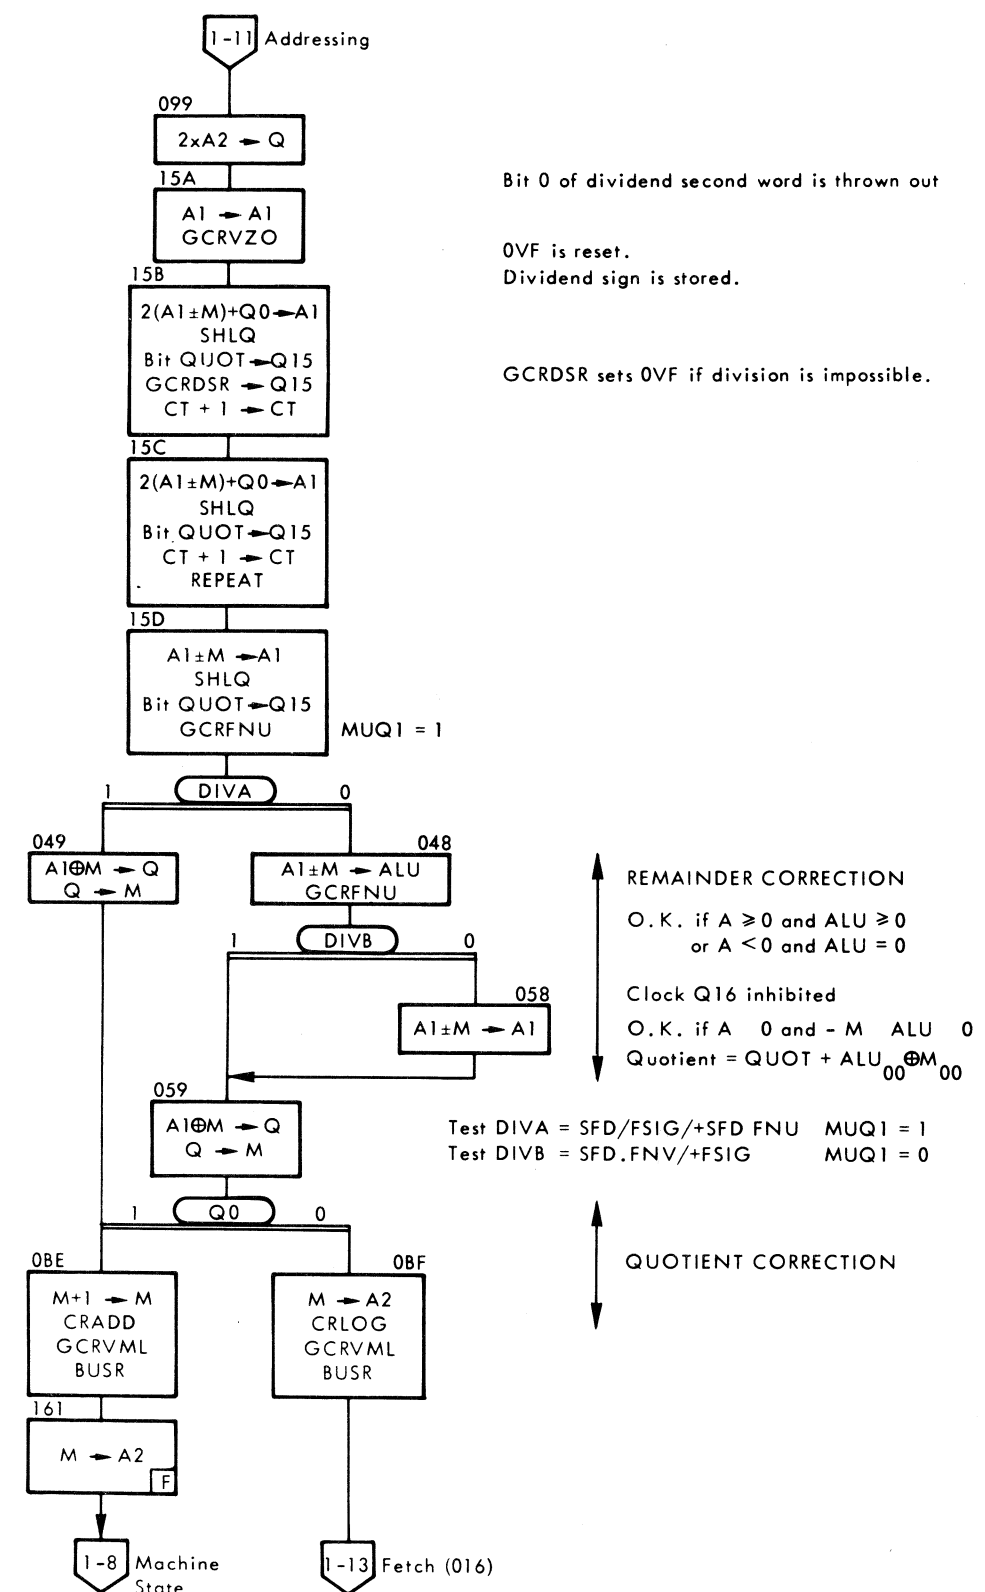 1-11 Addressing
099
2xA2 → Q
15A
A1 → A1
GCRVZO
Bit 0 of dividend second word is thrown out
0VF is reset.
Dividend sign is stored.
15B
2(A1±M)+Q0→A1
SHLQ
Bit QUOT→Q15
GCRDSR → Q15
CT + 1 → CT
GCRDSR sets 0VF if division is impossible.
15C
2(A1±M)+Q0→A1
SHLQ
Bit QUOT→Q15
CT + 1 → CT
REPEAT
15D
A1±M → A1
SHLQ
Bit QUOT→Q15
GCRFNU
MUQ1 = 1
DIVA
1 0
049
A1⊕M → Q
Q → M
048
A1±M → ALU
GCRFNU
DIVB
1 0
058
A1±M → A1
REMAINDER CORRECTION
O.K. if A ⩾ 0 and ALU ⩾ 0
or A < 0 and ALU = 0
Clock Q16 inhibited
O.K. if A 0 and - M ALU 0
Quotient = QUOT + ALU00⊕M00
059
A1⊕M → Q
Q → M
Test DIVA = SFD/FSIG/+SFD FNU MUQ1 = 1
Test DIVB = SFD.FNV/+FSIG MUQ1 = 0
Q0
1 0
0BE
M+1 → M
CRADD
GCRVML
BUSR
0BF
M → A2
CRLOG
GCRVML
BUSR
QUOTIENT CORRECTION
161
M → A2
F
1-8 Machine
State
1-13 Fetch (016)